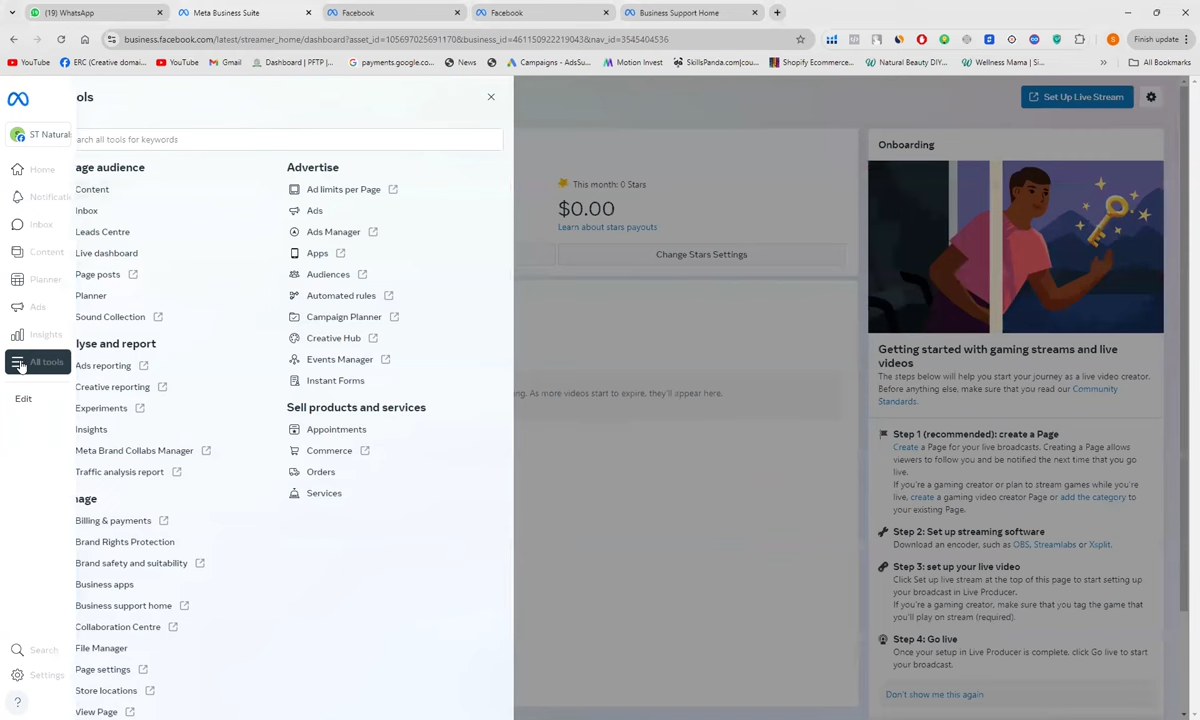 (19) WhatsApp
Meta Business Suite
Facebook
Facebook
Business Support Home
business.facebook.com/latest/streamer_home/dashboard?asset_id=105697025691170&business_id=461150922219043&nav_id=3545404536
Finish update
YouTube
ERC (Creative domai...
YouTube
Gmail
Dashboard | PFTP |...
payments.google.co...
News
Campaigns - AdsSu...
Motion Invest
SkillsPanda.com/cou...
Shopify Ecommerce...
Natural Beauty DIY...
Wellness Mama | Si...
All Bookmarks
ST Natural
Home
Notificatio
Inbox
Content
Planner
Ads
Insights
All tools
Edit
Search
Settings
ols
arch all tools for keywords
age audience
Content
Inbox
Leads Centre
Live dashboard
Page posts
Planner
Sound Collection
lyse and report
Ads reporting
Creative reporting
Experiments
Insights
Meta Brand Collabs Manager
Traffic analysis report
nage
Billing & payments
Brand Rights Protection
Brand safety and suitability
Business apps
Business support home
Collaboration Centre
File Manager
Page settings
Store locations
View Page
Advertise
Ad limits per Page
Ads
Ads Manager
Apps
Audiences
Automated rules
Campaign Planner
Creative Hub
Events Manager
Instant Forms
Sell products and services
Appointments
Commerce
Orders
Services
Set Up Live Stream
This month: 0 Stars
$0.00
Learn about stars payouts
Change Stars Settings
ng. As more videos start to expire, they'll appear here.
Onboarding
Getting started with gaming streams and live
videos
The steps below will help you start your journey as a live video creator.
Before anything else, make sure that you read our Community
Standards.
Step 1 (recommended): create a Page
Create a Page for your live broadcasts. Creating a Page allows
viewers to follow you and be notified the next time that you go
live.
If you're a gaming creator or plan to stream games while you're
live, create a gaming video creator Page or add the category to
your existing Page.
Step 2: Set up streaming software
Download an encoder, such as OBS, Streamlabs or Xsplit.
Step 3: set up your live video
Click Set up live stream at the top of this page to start setting up
your broadcast in Live Producer.
If you're a gaming creator, make sure that you tag the game that
you'll play on stream (required).
Step 4: Go live
Once your setup in Live Producer is complete, click Go live to start
your broadcast.
Don't show me this again